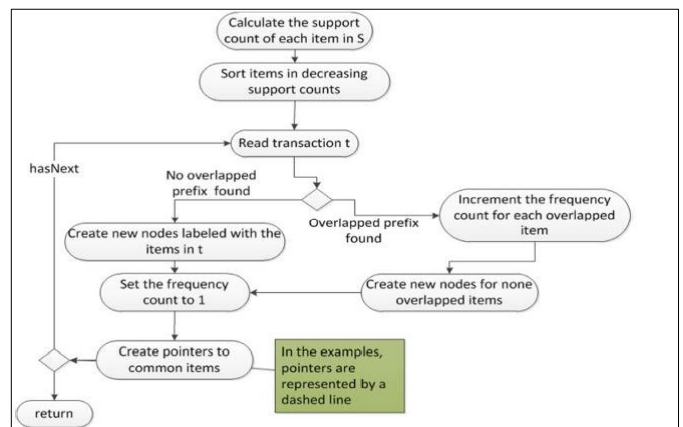 Calculate the support
count of each item in S
Sort items in decreasing
support counts
Read transaction t
hasNext
No overlapped
prefix found
Overlapped prefix
found
Increment the frequency
count for each overlapped
item
Create new nodes labeled with the
items in t
Set the frequency
count to 1
Create new nodes for none
overlapped items
Create pointers to
common items
In the examples,
pointers are
represented by a
dashed line
return